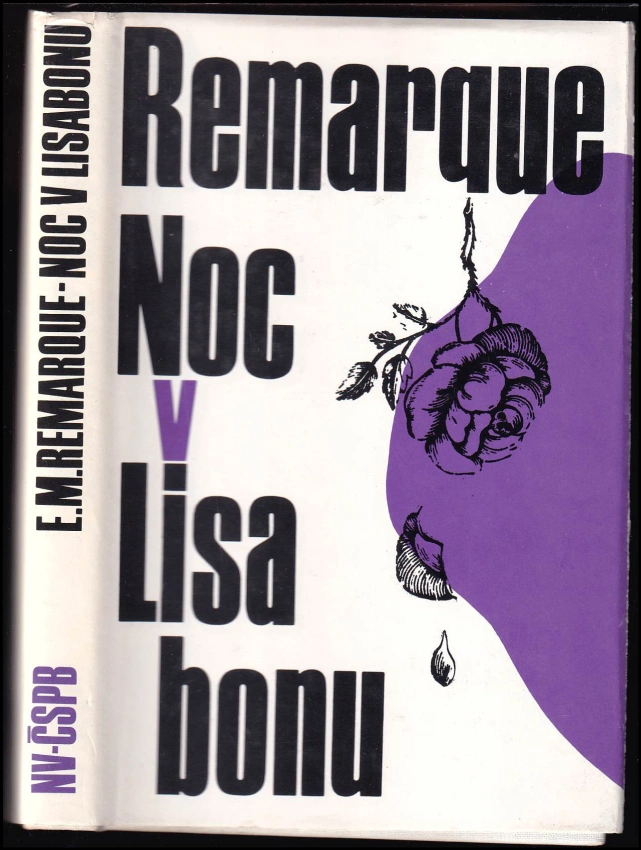 E.M.REMARQUE-NOC V LISABONU
NV-ČSPB
Remarque
Noc
v
Lisa
bonu